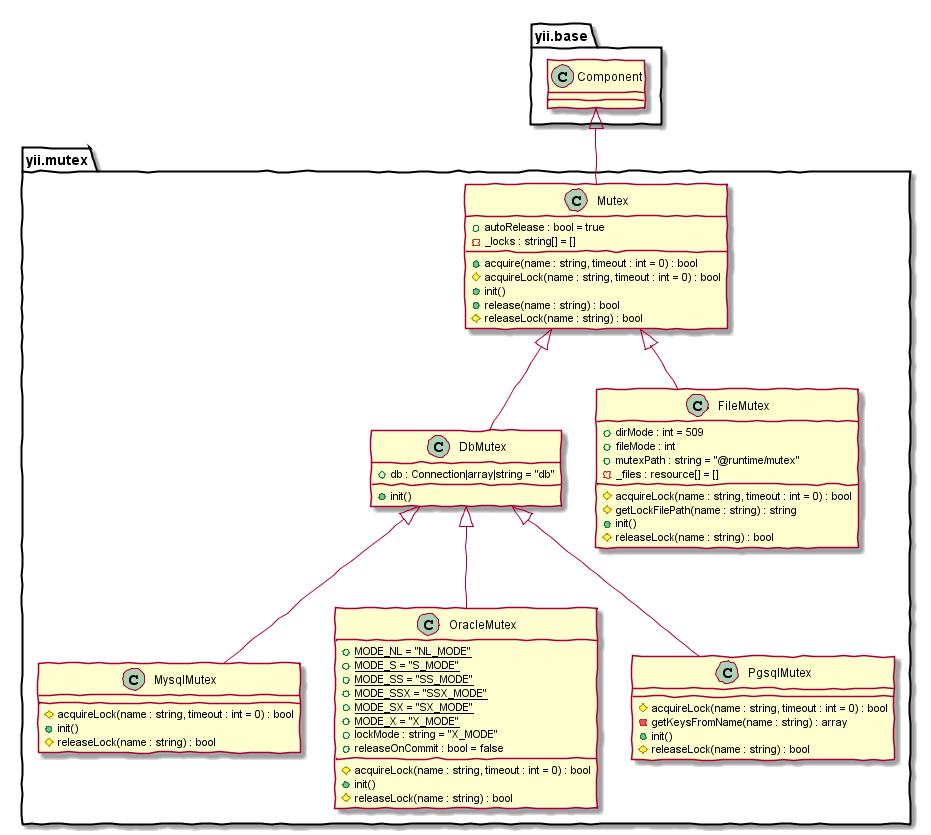 yii.base
C Component
yii.mutex
C Mutex
autoRelease : bool = true
_locks : string[] = []
acquire(name : string, timeout : int = 0) : bool
acquireLock(name : string, timeout : int = 0) : bool
init()
release(name : string) : bool
releaseLock(name : string) : bool
C FileMutex
dirMode : int = 509
fileMode : int
mutexPath : string = "@runtime/mutex"
_files : resource[] = []
acquireLock(name : string, timeout : int = 0) : bool
getLockFilePath(name : string) : string
init()
releaseLock(name : string) : bool
C DbMutex
db : Connection|array|string = "db"
init()
C MysqlMutex
acquireLock(name : string, timeout : int = 0) : bool
init()
releaseLock(name : string) : bool
C OracleMutex
MODE_NL = "NL_MODE"
MODE_S = "S_MODE"
MODE_SS = "SS_MODE"
MODE_SSX = "SSX_MODE"
MODE_SX = "SX_MODE"
MODE_X = "X_MODE"
lockMode : string = "X_MODE"
releaseOnCommit : bool = false
acquireLock(name : string, timeout : int = 0) : bool
init()
releaseLock(name : string) : bool
C PgsqlMutex
acquireLock(name : string, timeout : int = 0) : bool
getKeysFromName(name : string) : array
init()
releaseLock(name : string) : bool